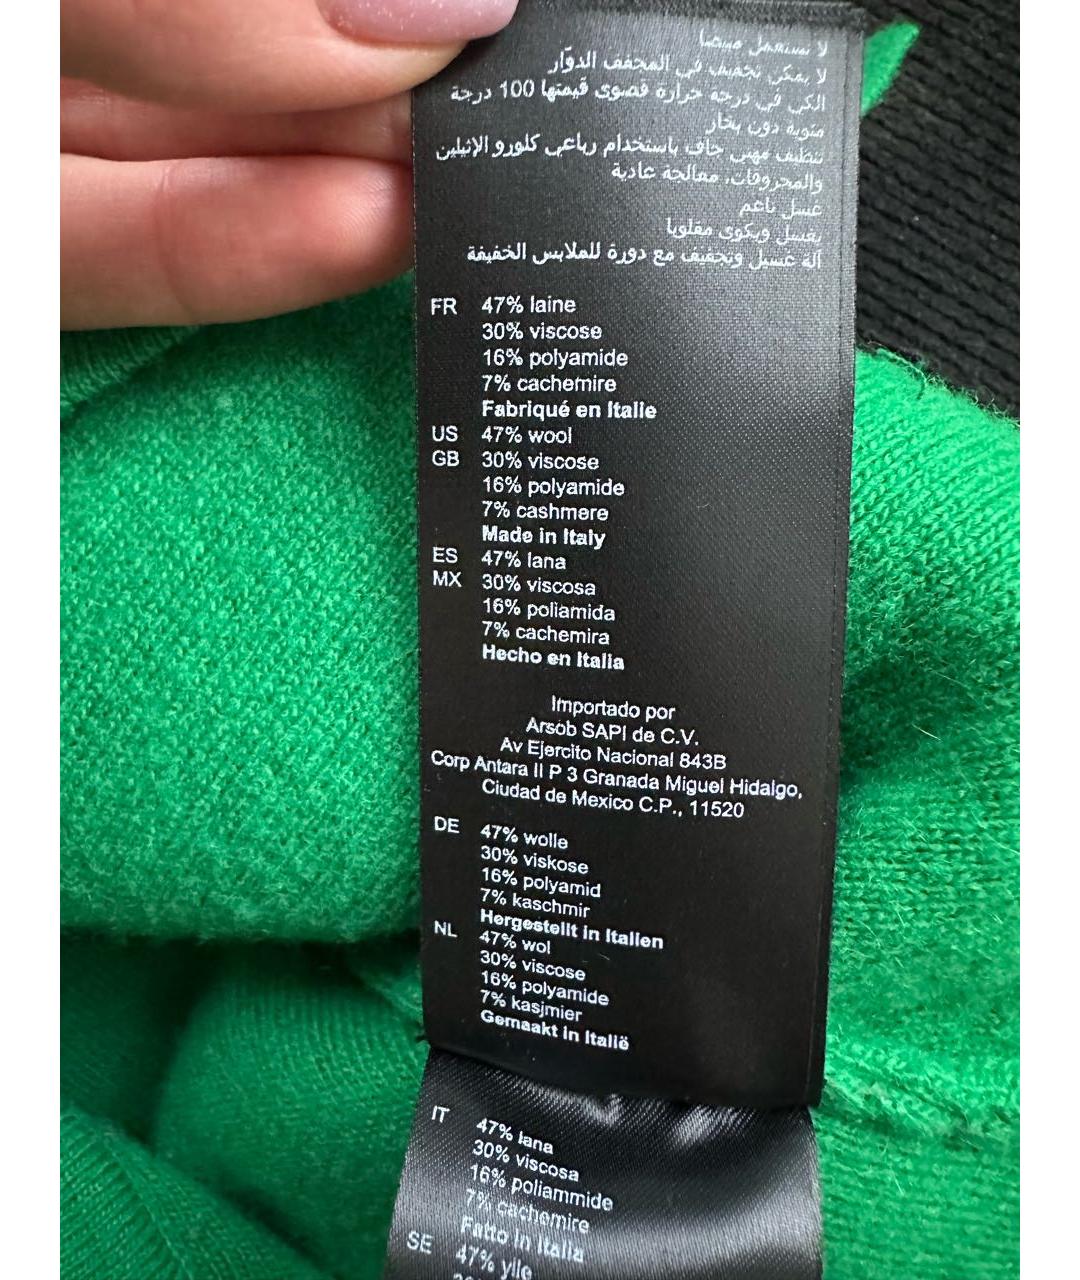 لا يستعمل مبيضا
لا يمكن تجفيف في المجفف الدوّار
الكي في درجة حرارة قصوى قيمتها 100 درجة
مئوية دون بخار
تنظيف مهني جاف باستخدام رباعي كلورو الإثيلين
والمحروقات، معالجة عادية
غسل ناعم
يغسل ويكوى مقلوبا
آلة غسيل وتجفيف مع دورة للملابس الخفيفة
FR 47% laine
30% viscose
16% polyamide
7% cachemire
Fabriqué en Italie
US 47% wool
GB 30% viscose
16% polyamide
7% cashmere
Made in Italy
ES 47% lana
MX 30% viscosa
16% poliamida
7% cachemira
Hecho en Italia
Importado por
Arsob SAPI de C.V.
Av Ejercito Nacional 843B
Corp Antara II P 3 Granada Miguel Hidalgo,
Ciudad de Mexico C.P., 11520
DE 47% wolle
30% viskose
16% polyamid
7% kaschmir
Hergestellt in Italien
NL 47% wol
30% viscose
16% polyamide
7% kasjmier
Gemaakt in Italië
IT 47% lana
30% viscosa
16% poliammide
7% cachemire
Fatto in Italia
SE 47% ylle